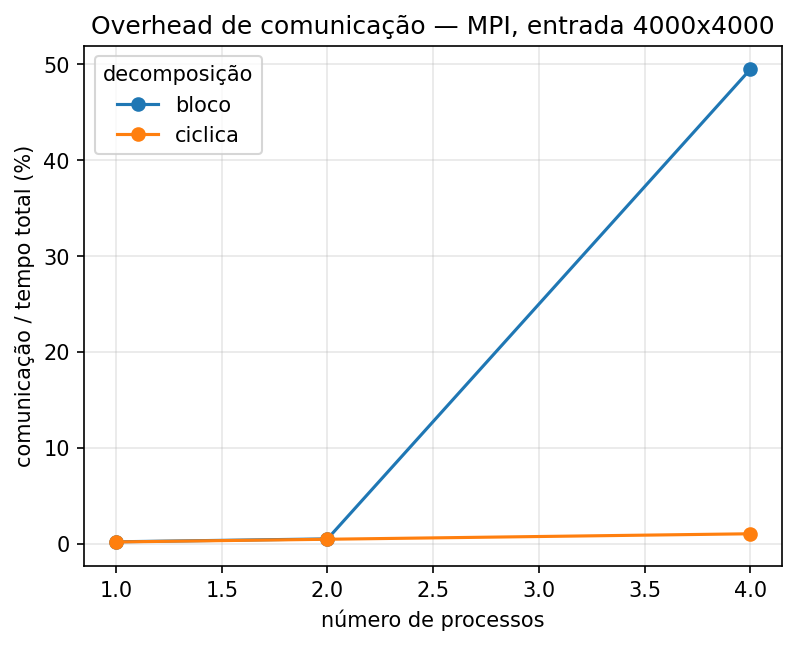 Overhead de comunicação — MPI, entrada 4000x4000
decomposição
bloco
ciclica
comunicação / tempo total (%)
50
40
30
20
10
0
1.0 1.5 2.0 2.5 3.0 3.5 4.0
número de processos